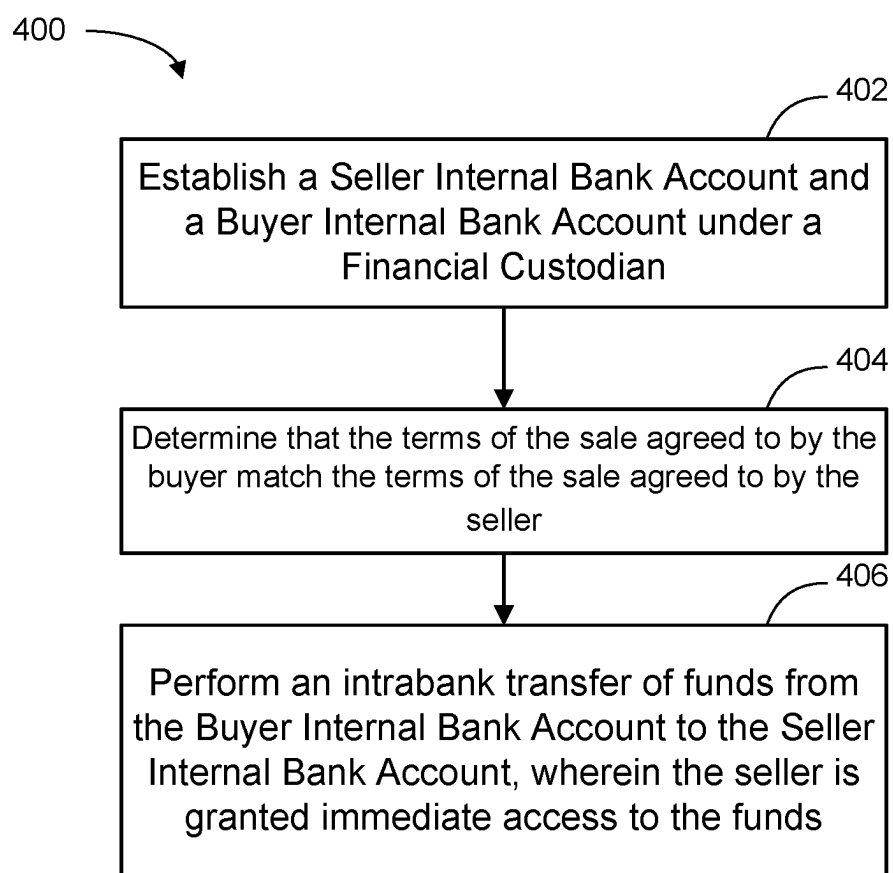 400
402
Establish a Seller Internal Bank Account and
a Buyer Internal Bank Account under a
Financial Custodian
404
Determine that the terms of the sale agreed to by the
buyer match the terms of the sale agreed to by the
seller
406
Perform an intrabank transfer of funds from
the Buyer Internal Bank Account to the Seller
Internal Bank Account, wherein the seller is
granted immediate access to the funds